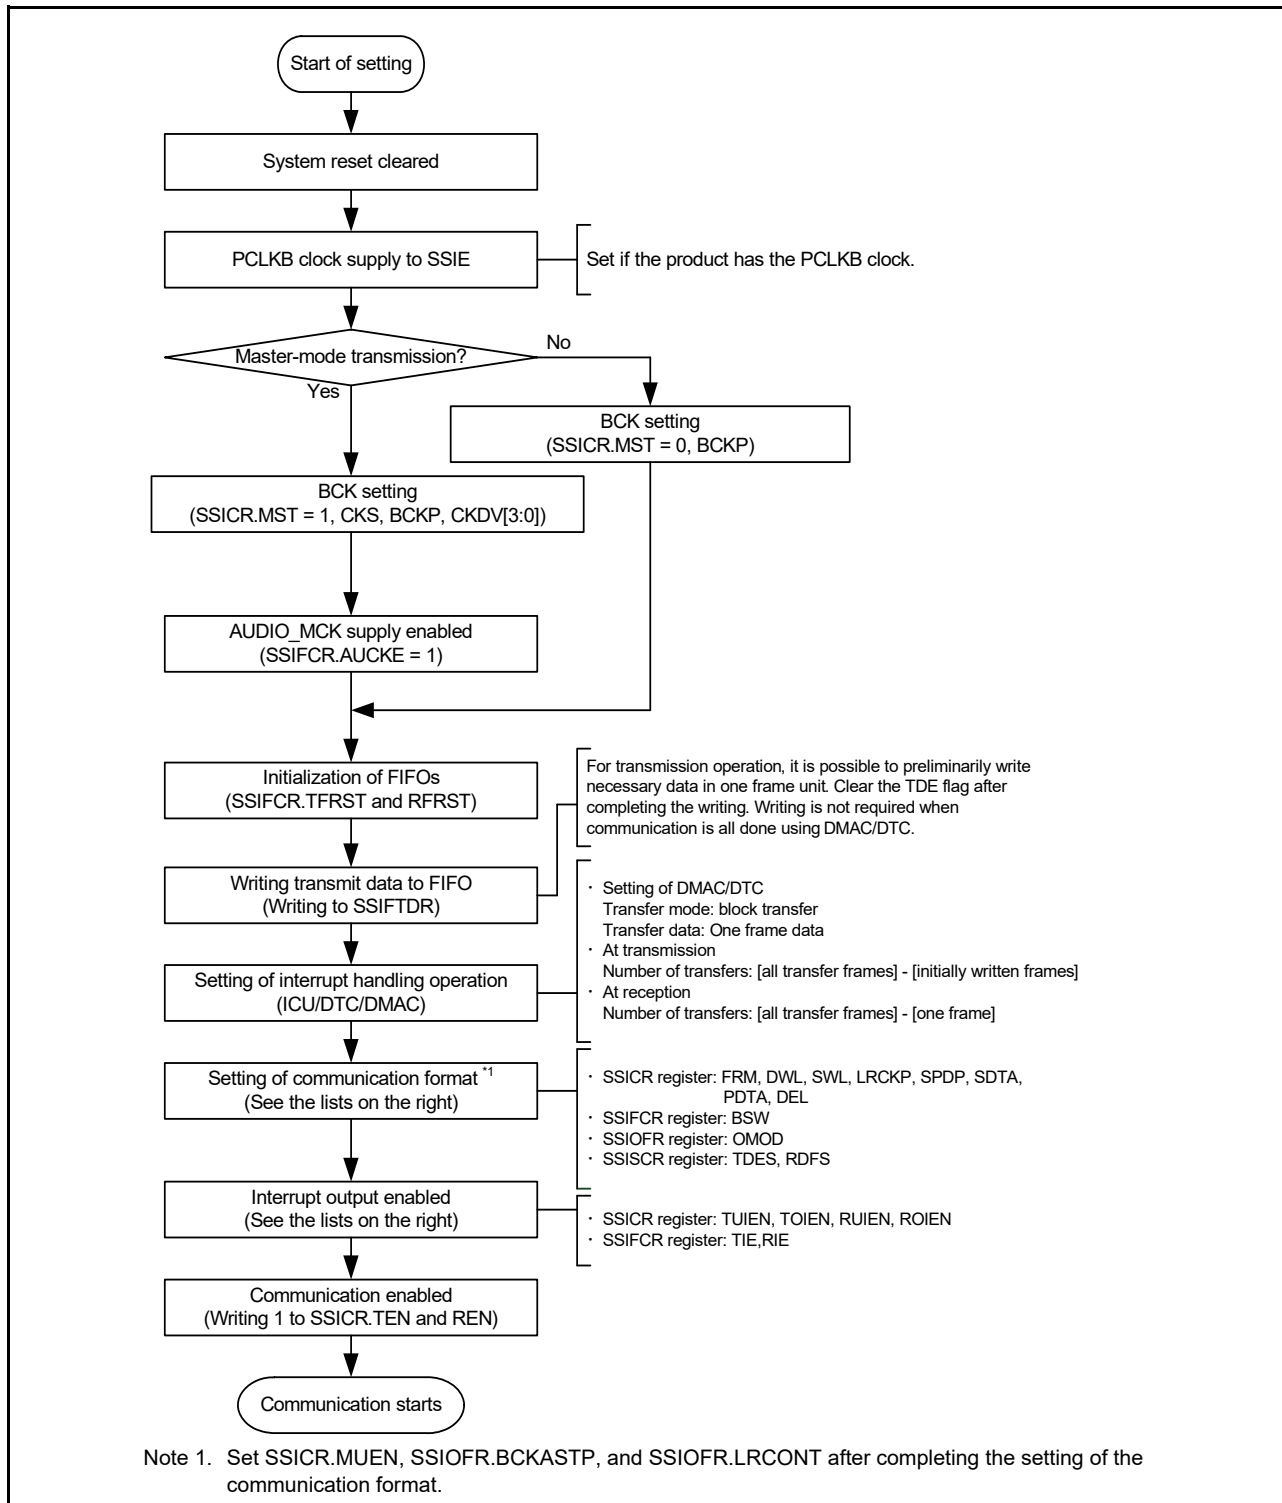 Start of setting
System reset cleared
PCLKB clock supply to SSIE
Set if the product has the PCLKB clock.
Master-mode transmission?
No
Yes
BCK setting
(SSICR.MST = 0, BCKP)
BCK setting
(SSICR.MST = 1, CKS, BCKP, CKDV[3:0])
AUDIO_MCK supply enabled
(SSIFCR.AUCKE = 1)
Initialization of FIFOs
(SSIFCR.TFRST and RFRST)
For transmission operation, it is possible to preliminarily write
necessary data in one frame unit. Clear the TDE flag after
completing the writing. Writing is not required when
communication is all done using DMAC/DTC.
Writing transmit data to FIFO
(Writing to SSIFTDR)
· Setting of DMAC/DTC
Transfer mode: block transfer
Transfer data: One frame data
· At transmission
Number of transfers: [all transfer frames] - [initially written frames]
· At reception
Number of transfers: [all transfer frames] - [one frame]
Setting of interrupt handling operation
(ICU/DTC/DMAC)
Setting of communication format *1
(See the lists on the right)
· SSICR register: FRM, DWL, SWL, LRCKP, SPDP, SDTA,
PDTA, DEL
· SSIFCR register: BSW
· SSIOFR register: OMOD
· SSISCR register: TDES, RDFS
Interrupt output enabled
(See the lists on the right)
· SSICR register: TUIEN, TOIEN, RUIEN, ROIEN
· SSIFCR register: TIE,RIE
Communication enabled
(Writing 1 to SSICR.TEN and REN)
Communication starts
Note 1. Set SSICR.MUEN, SSIOFR.BCKASTP, and SSIOFR.LRCONT after completing the setting of the
communication format.